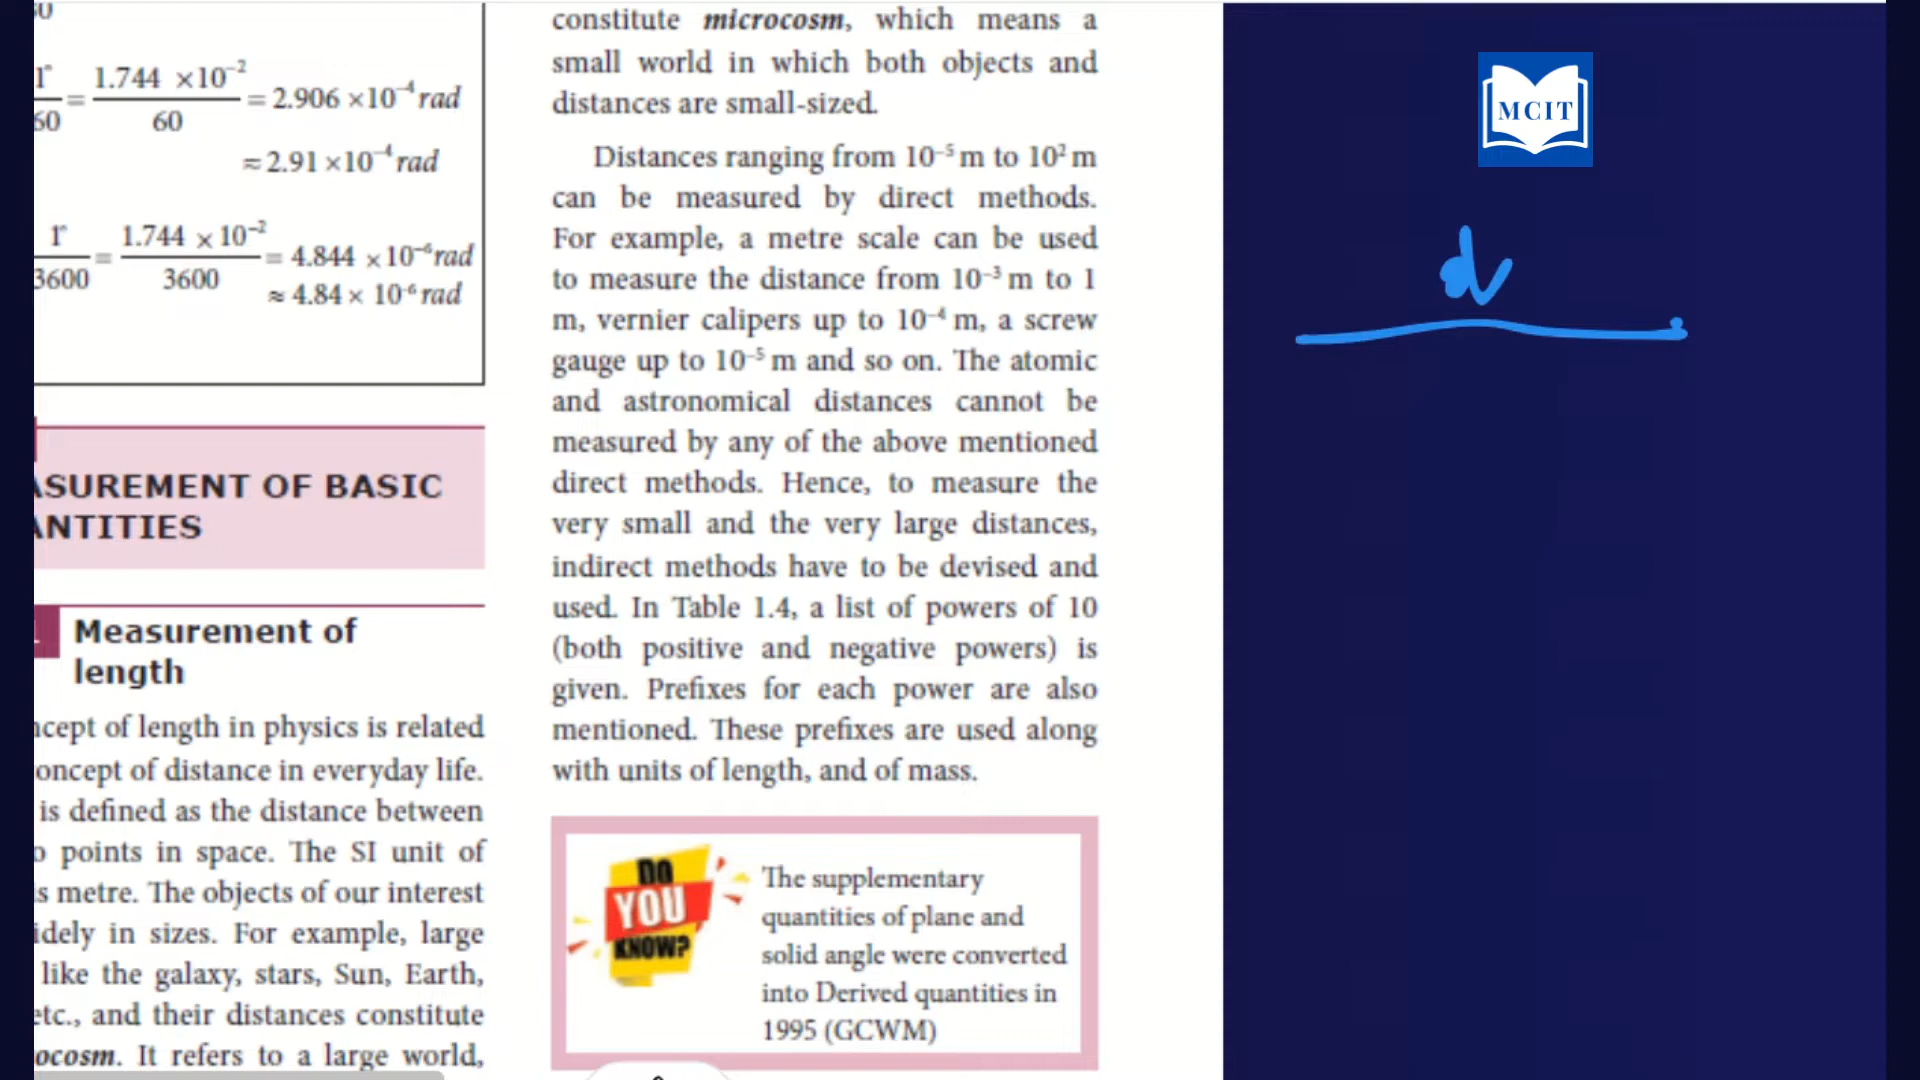 1°
60
=
1.744 ×10⁻²
60
= 2.906 ×10⁻⁴ rad
≈ 2.91 ×10⁻⁴ rad
1°
3600
=
1.744 × 10⁻²
3600
= 4.844 ×10⁻⁶ rad
≈ 4.84 × 10⁻⁶ rad
ASUREMENT OF BASIC
ANTITIES
Measurement of
length
ncept of length in physics is related
oncept of distance in everyday life.
is defined as the distance between
o points in space. The SI unit of
is metre. The objects of our interest
idely in sizes. For example, large
like the galaxy, stars, Sun, Earth,
etc., and their distances constitute
ocosm. It refers to a large world,
constitute microcosm, which means a
small world in which both objects and
distances are small-sized.
Distances ranging from 10⁻⁵ m to 10² m
can be measured by direct methods.
For example, a metre scale can be used
to measure the distance from 10⁻³ m to 1
m, vernier calipers up to 10⁻⁴ m, a screw
gauge up to 10⁻⁵ m and so on. The atomic
and astronomical distances cannot be
measured by any of the above mentioned
direct methods. Hence, to measure the
very small and the very large distances,
indirect methods have to be devised and
used. In Table 1.4, a list of powers of 10
(both positive and negative powers) is
given. Prefixes for each power are also
mentioned. These prefixes are used along
with units of length, and of mass.
DO
YOU
KNOW?
The supplementary
quantities of plane and
solid angle were converted
into Derived quantities in
1995 (GCWM)
MCIT
d